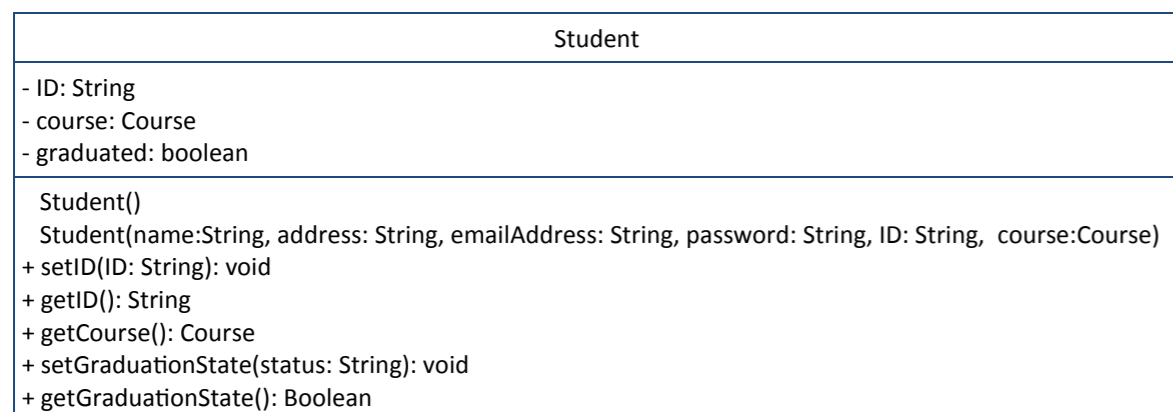 Student
- ID: String
- course: Course
- graduated: boolean
Student()
Student(name:String, address: String, emailAddress: String, password: String, ID: String, course:Course)
+ setID(ID: String): void
+ getID(): String
+ getCourse(): Course
+ setGraduationState(status: String): void
+ getGraduationState(): Boolean